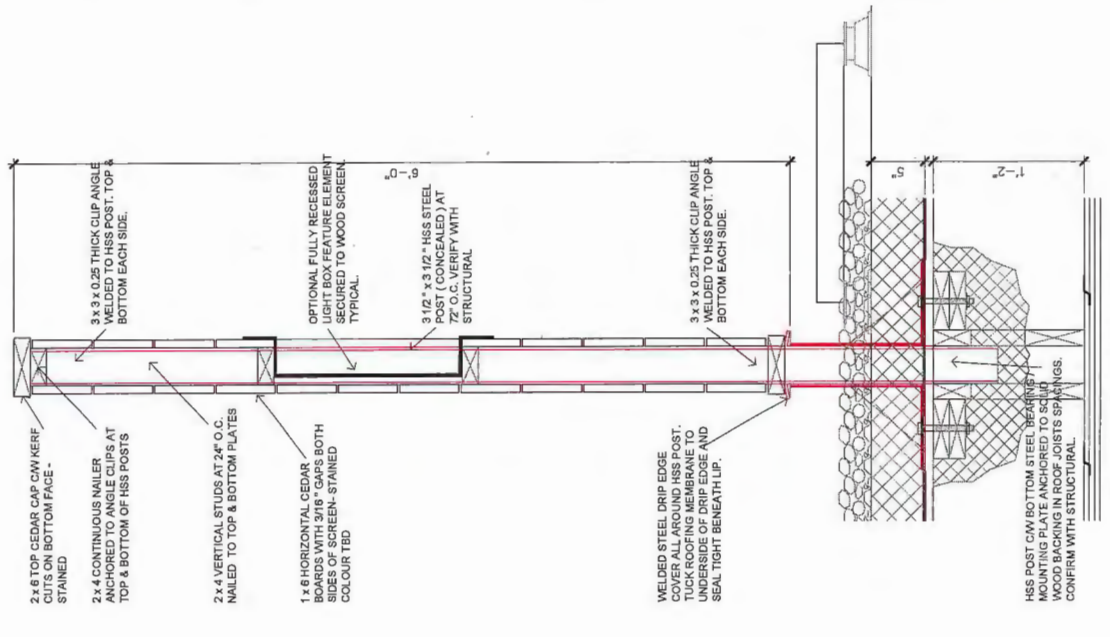 2 x 6 TOP CEDAR CAP C/W KERF
CUTS ON BOTTOM FACE -
STAINED
2 x 4 CONTINUOUS NAILER
ANCHORED TO ANGLE CLIPS AT
TOP & BOTTOM OF HSS POSTS
2 x 4 VERTICAL STUDS AT 24" O.C.
NAILED TO TOP & BOTTOM PLATES
1 x 6 HORIZONTAL CEDAR
BOARDS WITH 3/16" GAPS BOTH
SIDES OF SCREEN- STAINED
COLOUR TBD
WELDED STEEL DRIP EDGE
COVER ALL AROUND HSS POST.
TUCK ROOFING MEMBRANE TO
UNDERSIDE OF DRIP EDGE AND
SEAL TIGHT BENEATH LIP.
HSS POST C/W BOTTOM STEEL BEARING /
MOUNTING PLATE ANCHORED TO SOLID
WOOD BACKING IN ROOF JOISTS SPACINGS.
CONFIRM WITH STRUCTURAL.
3 x 3 x 0.25 THICK CLIP ANGLE
WELDED TO HSS POST. TOP &
BOTTOM EACH SIDE.
OPTIONAL FULLY RECESSED
LIGHT BOX FEATURE ELEMENT
SECURED TO WOOD SCREEN.
TYPICAL.
3 1/2" x 3 1/2" HSS STEEL
POST ( CONCEALED ) AT
72" O.C. VERIFY WITH
STRUCTURAL
3 x 3 x 0.25 THICK CLIP ANGLE
WELDED TO HSS POST. TOP &
BOTTOM EACH SIDE.
6'-0"
5"
1'-2"